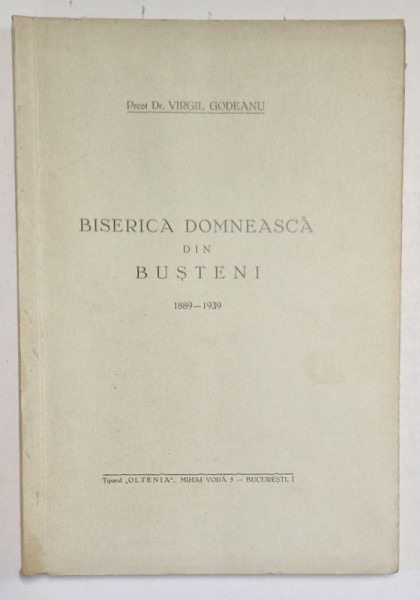 Preot Dr. VIRGIL GODEANU
BISERICA DOMNEASCĂ
DIN
BUȘTENI
1889—1939
Tiparul „OLTENIA”, MIHAI VODĂ 5 — BUCUREȘTI, I